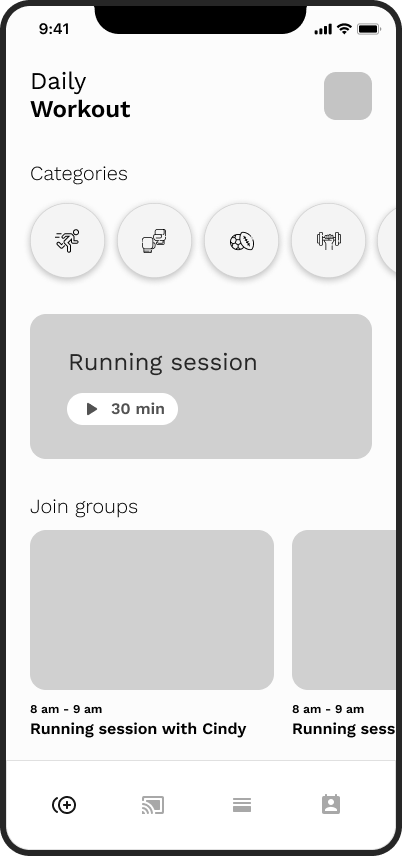 9:41
Daily
Workout
Categories
Running session
30 min
Join groups
8 am - 9 am
Running session with Cindy
8 am - 9 am
Running sess